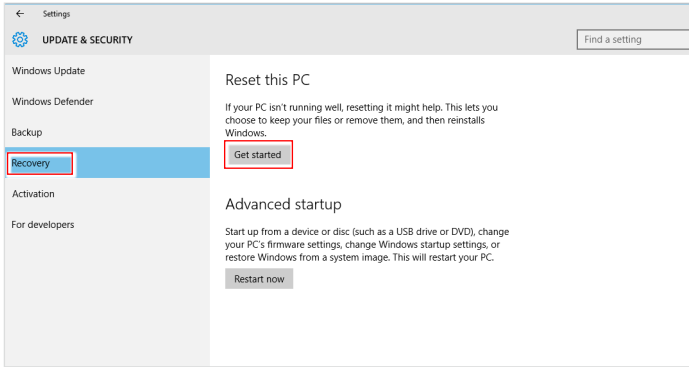 ← Settings
UPDATE & SECURITY
Find a setting
Windows Update
Windows Defender
Backup
Recovery
Activation
For developers
Reset this PC
If your PC isn't running well, resetting it might help. This lets you
choose to keep your files or remove them, and then reinstalls
Windows.
Get started
Advanced startup
Start up from a device or disc (such as a USB drive or DVD), change
your PC's firmware settings, change Windows startup settings, or
restore Windows from a system image. This will restart your PC.
Restart now